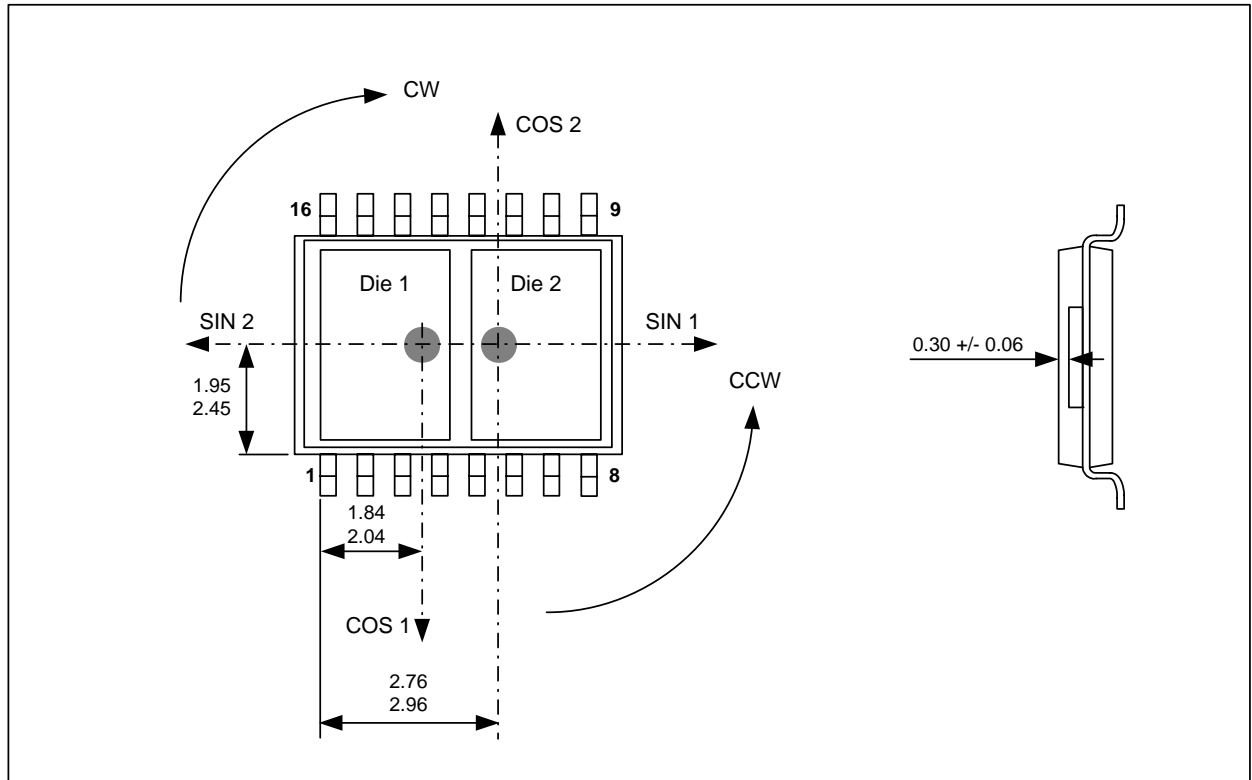 CW
COS 2
16
9
Die 1
Die 2
SIN 2
SIN 1
0.30 +/- 0.06
1.95
2.45
CCW
1
8
1.84
2.04
COS 1
2.76
2.96